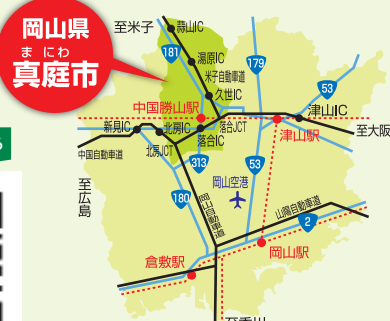 岡山県
まにわ
真庭市
至米子
蒜山IC
181
湯原IC
米子自動車道
久世IC
179
53
中国勝山駅
津山IC
新見IC
北房IC
落合JCT
落合IC
津山駅
至大阪
中国自動車道
北房JCT
313
53
至広島
岡山空港
180
岡山自動車道
山陽自動車道
2
岡山駅
倉敷駅